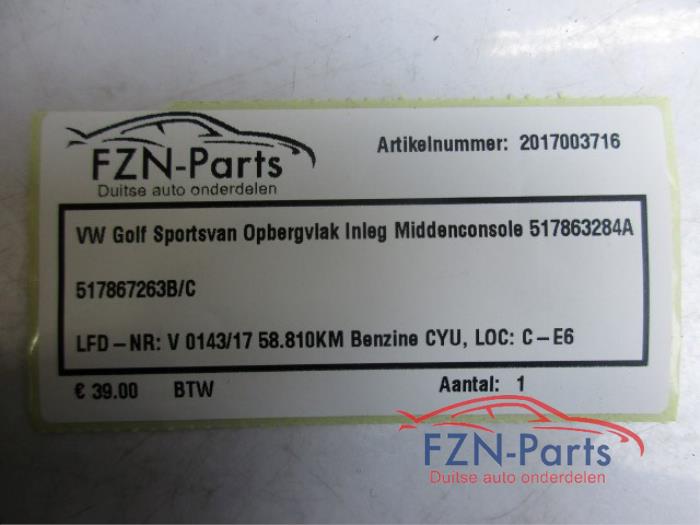 FZN-Parts
Duitse auto onderdelen
Artikelnummer: 2017003716
VW Golf Sportsvan Opbergvlak Inleg Middenconsole 517863284A
517867263B/C
LFD-NR: V 0143/17 58.810KM Benzine CYU, LOC: C-E6
€ 39.00 BTW Aantal: 1
FZN-Parts
Duitse auto onderdelen